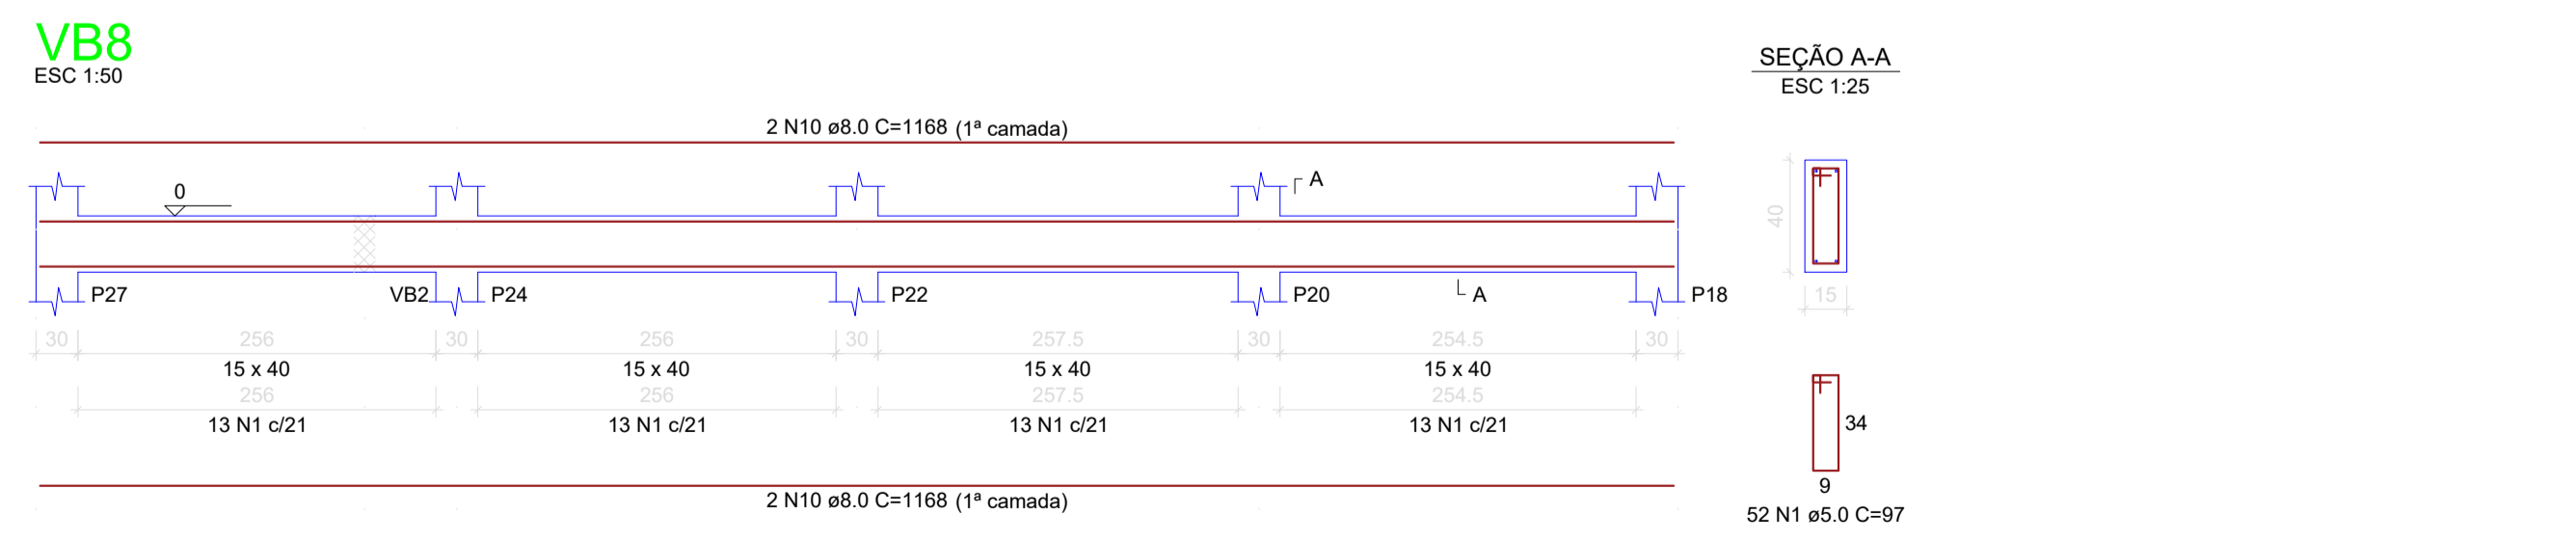 VB8
ESC 1:50
SEÇÃO A-A
ESC 1:25
2 N10 ø8.0 C=1168 (1ª camada)
0
A
40
P27
VB2
P24
P22
P20
A
P18
15
30
256
30
256
30
257.5
30
254.5
30
15 x 40
15 x 40
15 x 40
15 x 40
256
256
257.5
254.5
13 N1 c/21
13 N1 c/21
13 N1 c/21
13 N1 c/21
34
9
2 N10 ø8.0 C=1168 (1ª camada)
52 N1 ø5.0 C=97